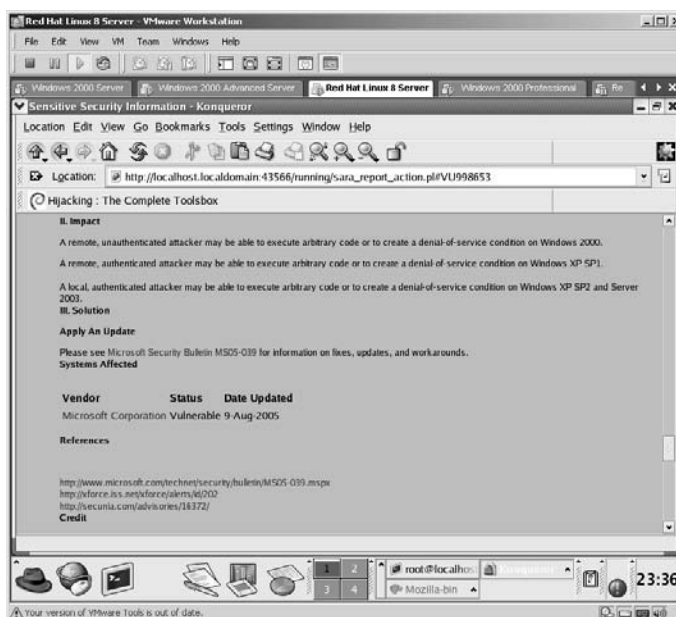 Red Hat Linux 8 Server - VMware Workstation
File Edit View VM Team Windows Help
Windows 2000 Server Windows 2000 Advanced Server Red Hat Linux 8 Server Windows 2000 Professional Re
Sensitive Security Information - Konqueror
Location Edit View Go Bookmarks Tools Settings Window Help
Location: http://localhost.localdomain:43566/running/sara_report_action.pl#VU998653
Hijacking : The Complete Toolsbox
II. Impact
A remote, unauthenticated attacker may be able to execute arbitrary code or to create a denial-of-service condition on Windows 2000.
A remote, authenticated attacker may be able to execute arbitrary code or to create a denial-of-service condition on Windows XP SP1.
A local, authenticated attacker may be able to execute arbitrary code or to create a denial-of-service condition on Windows XP SP2 and Server
2003.
III. Solution
Apply An Update
Please see Microsoft Security Bulletin MS05-039 for information on fixes, updates, and workarounds.
Systems Affected
Vendor Status Date Updated
Microsoft Corporation Vulnerable 9-Aug-2005
References
http://www.microsoft.com/technet/security/bulletin/MS05-039.mspx
http://xforce.iss.net/xforce/alerts/id/202
http://secunia.com/advisories/16372/
Credit
1 2
root@localhos Konqueror
3 4
Mozilla-bin
23:36
Your version of VMware Tools is out of date.